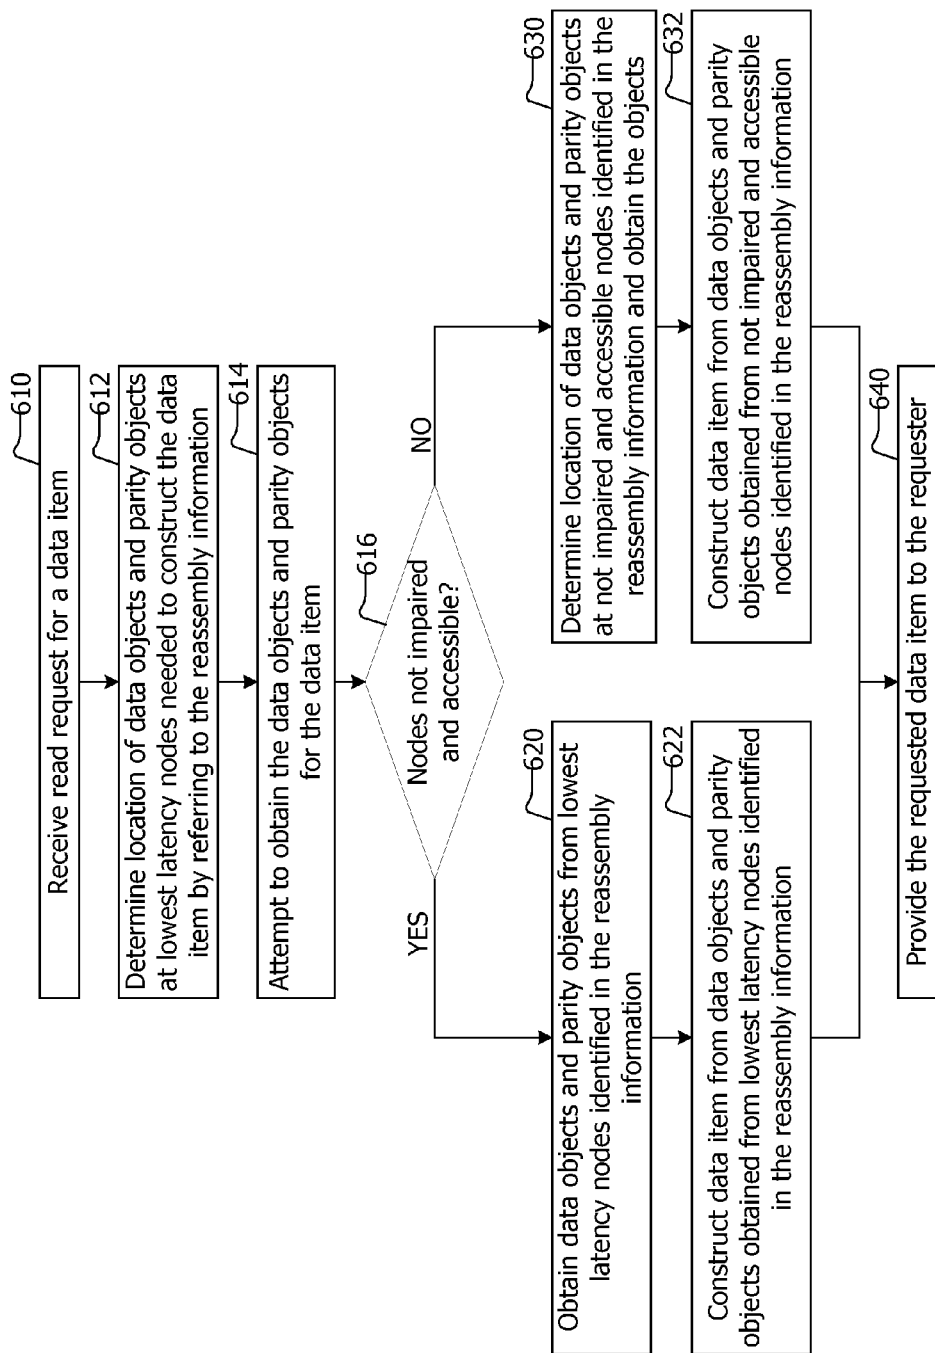 610
Receive read request for a data item
612
Determine location of data objects and parity objects
at lowest latency nodes needed to construct the data
item by referring to the reassembly information
614
Attempt to obtain the data objects and parity objects
for the data item
616
Nodes not impaired
and accessible?
YES
NO
620
Obtain data objects and parity objects from lowest
latency nodes identified in the reassembly
information
622
Construct data item from data objects and parity
objects obtained from lowest latency nodes identified
in the reassembly information
630
Determine location of data objects and parity objects
at not impaired and accessible nodes identified in the
reassembly information and obtain the objects
632
Construct data item from data objects and parity
objects obtained from not impaired and accessible
nodes identified in the reassembly information
640
Provide the requested data item to the requester